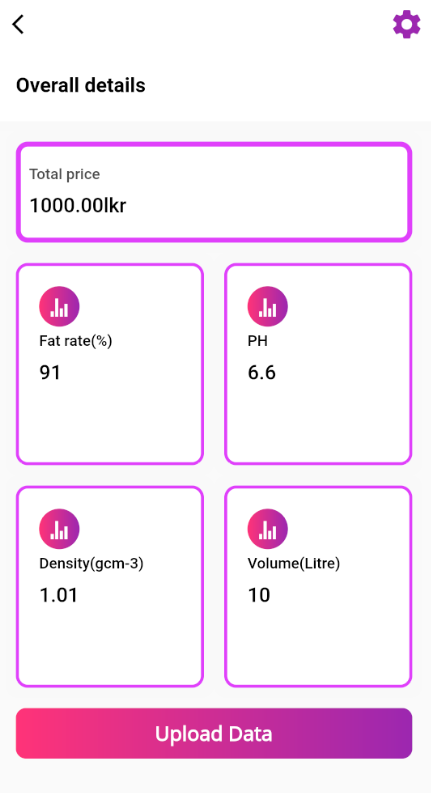 Overall details
Total price
1000.00lkr
Fat rate(%)
91
PH
6.6
Density(gcm-3)
1.01
Volume(Litre)
10
Upload Data